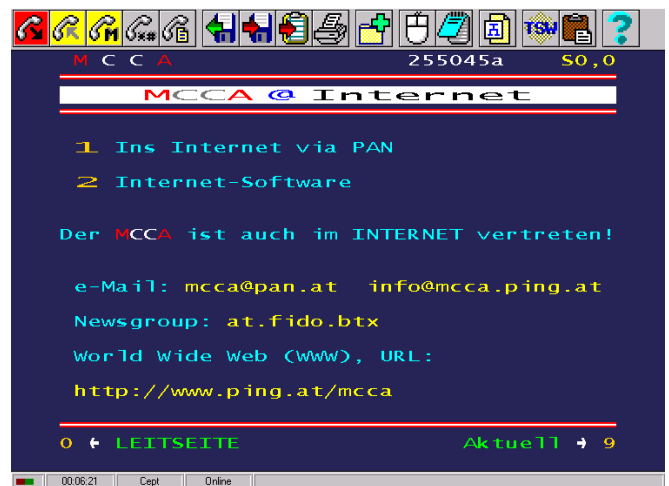 M C C A 255045a S0,0
MCCA @ Internet
1 Ins Internet via PAN
2 Internet-Software
Der MCCA ist auch im INTERNET vertreten!
e-Mail: mcca@pan.at info@mcca.ping.at
Newsgroup: at.fido.btx
World Wide Web (WWW), URL:
http://www.ping.at/mcca
0 ← LEITSEITE Aktuell → 9
00:06:21 Cept Online